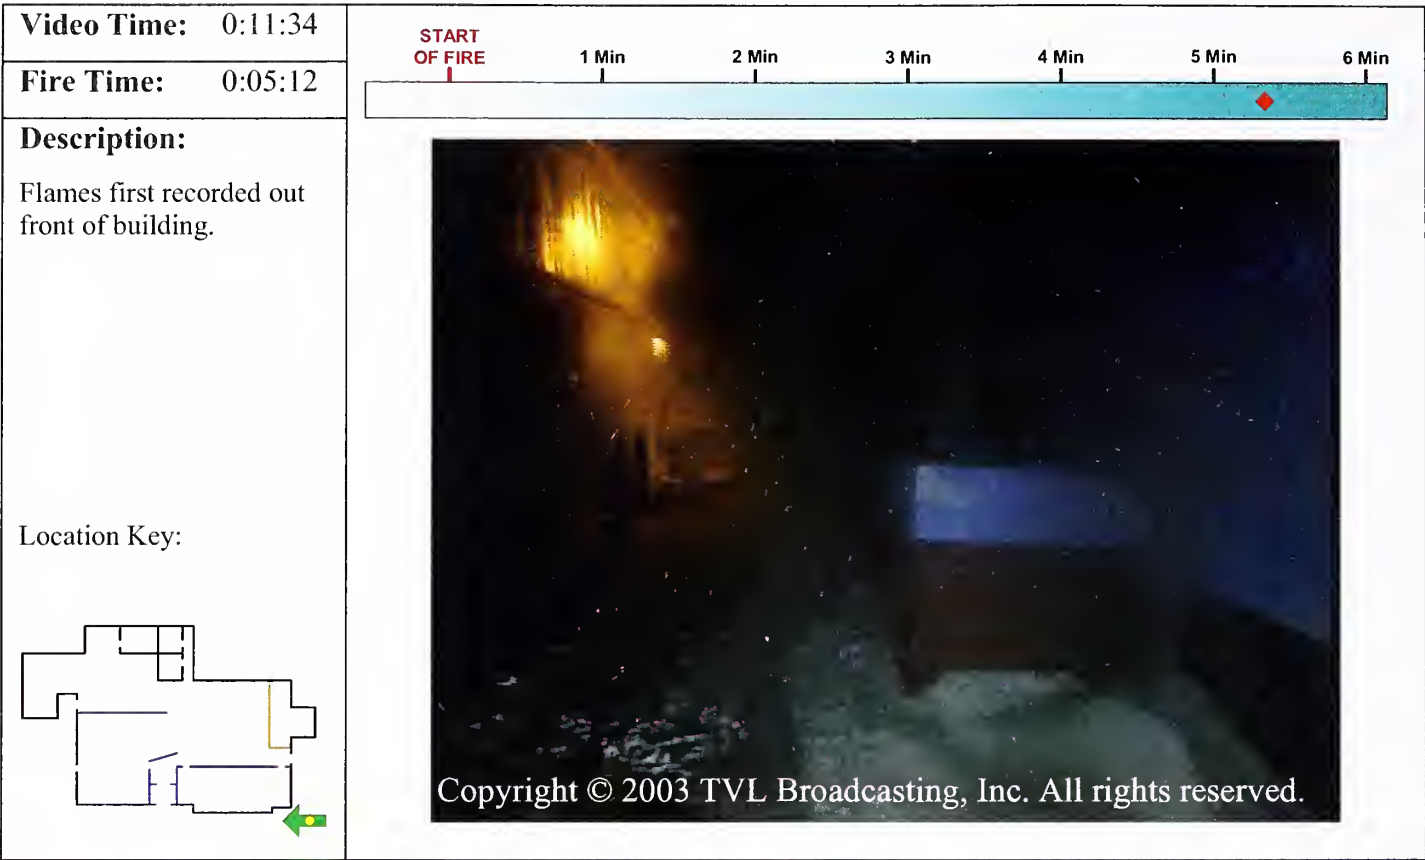 Video Time: 0:11:34
Fire Time: 0:05:12
Description:
Flames first recorded out
front of building.
Location Key:
START
OF FIRE
1 Min
2 Min
3 Min
4 Min
5 Min
6 Min
Copyright © 2003 TVL Broadcasting, Inc. All rights reserved.